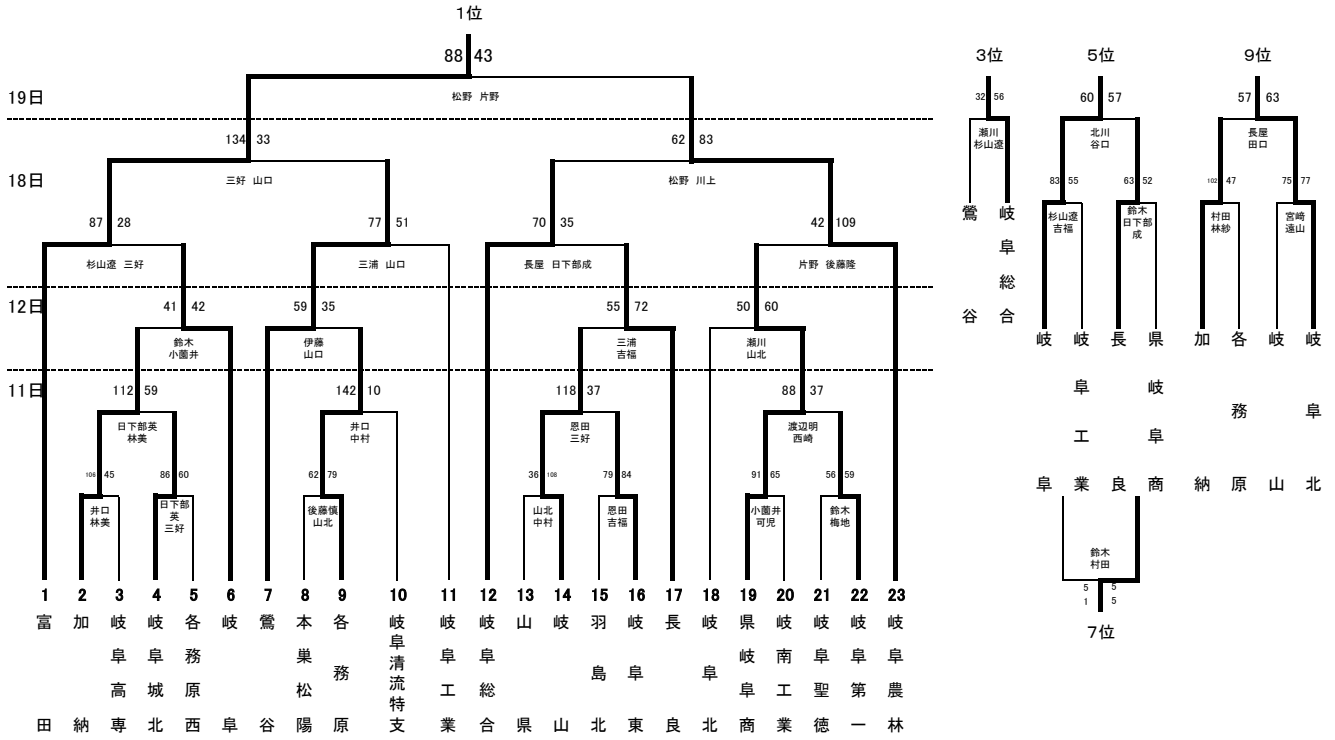 1位
88 43
19日
松野 片野
134 33
62 83
18日
三好 山口
松野 川上
87 28
77 51
70 35
42 109
杉山遼 三好
三浦 山口
長屋 日下部成
片野 後藤隆
12日
41 42
59 35
55 72
50 60
鈴木
小薗井
伊藤
山口
三浦
吉福
瀬川
山北
11日
112 59
142 10
118 37
88 37
日下部英
林美
井口
中村
恩田
三好
渡辺明
西崎
106 45
86 60
62 79
36 108
79 84
91 65
56 59
井口
林美
日下部
英
三好
後藤慎
山北
山北
中村
恩田
吉福
小薗井
可児
鈴木
梅地
1 富田
2 加納
3 岐阜高専
4 岐阜城北
5 各務原西
6 岐阜
7 鶯谷
8 本巣松陽
9 各務原
10 岐阜清流特支
11 岐阜工業
12 岐阜総合
13 山県
14 岐山
15 羽島北
16 岐阜東
17 長良
18 岐阜北
19 県岐阜商
20 岐南工業
21 岐阜聖徳
22 岐阜第一
23 岐阜農林
3位
32 56
瀬川
杉山遼
鶯谷
岐阜総合
5位
60 57
北川
谷口
83 55
63 52
杉山遼
吉福
鈴木
日下部
成
岐阜
岐阜工業
長良
県岐阜商
鈴木
村田
5 5
1 5
7位
9位
57 63
長屋
田口
102 47
75 77
村田
林紗
宮﨑
遠山
加納
各務原
岐山
岐阜北